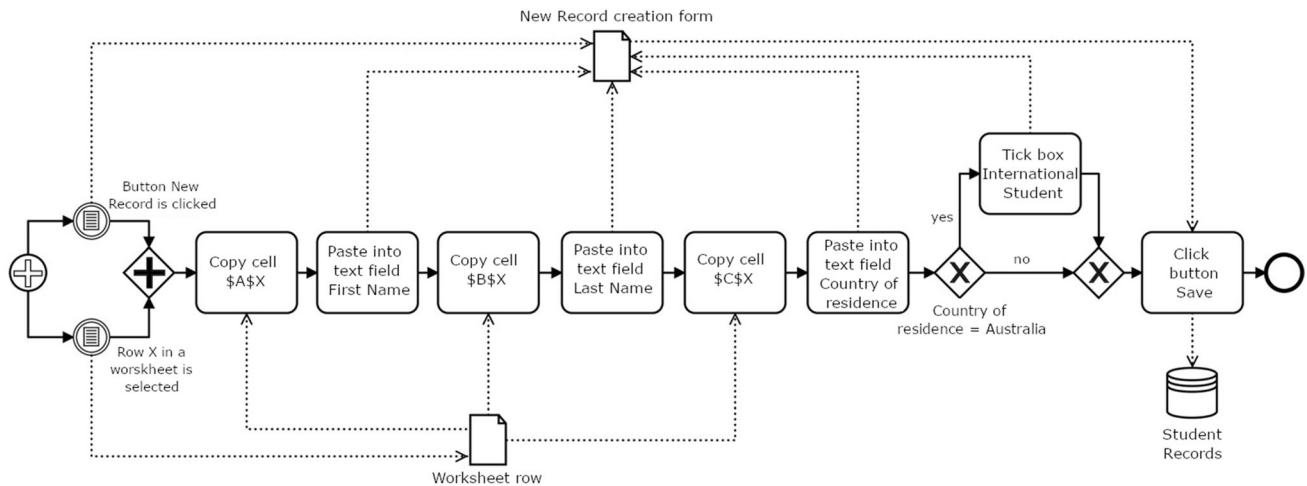 New Record creation form
Button New
Record is clicked
Row X in a
worskheet is
selected
Copy cell
$A$X
Paste into
text field
First Name
Copy cell
$B$X
Paste into
text field
Last Name
Copy cell
$C$X
Paste into
text field
Country of
residence
X
Country of
residence = Australia
yes
no
Tick box
International
Student
X
Click
button
Save
Student
Records
Worksheet row